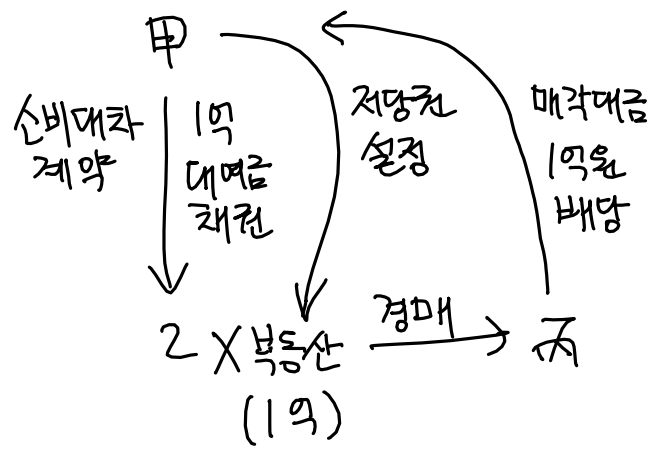 甲
소비대차
계약
1억
대여금
채권
저당권
설정
매각대금
1억원
배당
乙 X부동산
(1억)
경매
丙